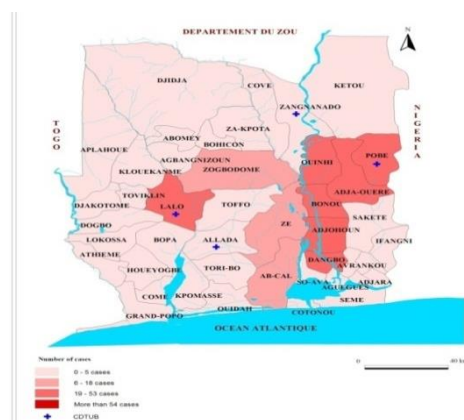 DEPARTEMENT DU ZOU
N
DJIDJA
COVE
KETOU
ZANGNANADO
TOGO
NIGERIA
ZA-KPOTA
ABOMEY
BOHICON
APLAHOUE
AGBANGNIZOUN
OUINHI
POBE
KLOUEKANME
ZOGBODOME
ADJA-OUERE
TOVIKLIN
LALO
BONOU
DJAKOTOME
TOFFO
SAKETE
ZE
ADJOHOUN
DOGBO
IFANGNI
LOKOSSA
BOPA
ALLADA
ATHIEME
DANGBO
AVRANKOU
HOUEYOGBE
TORI-BO
AB-CAL
SO-AVA
ADJARA
AGUEGUES
COME
KPOMASSE
SEME
GRAND-POPO
OUIDAH
COTONOU
OCEAN ATLANTIQUE
Number of cases
0 - 5 cases
6 - 18 cases
19 - 53 cases
More than 54 cases
CDTUB
0